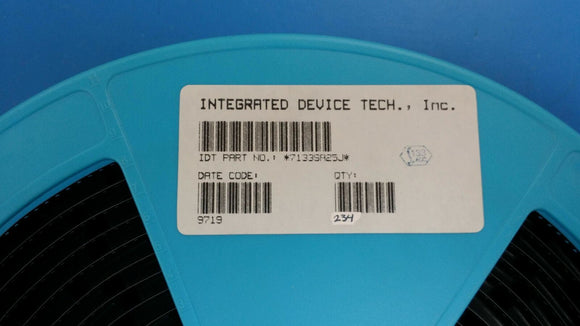 INTEGRATED DEVICE TECH., Inc.
IDT PART NO.: *7133SA25J*
DATE CODE:
QTY:
9719
234